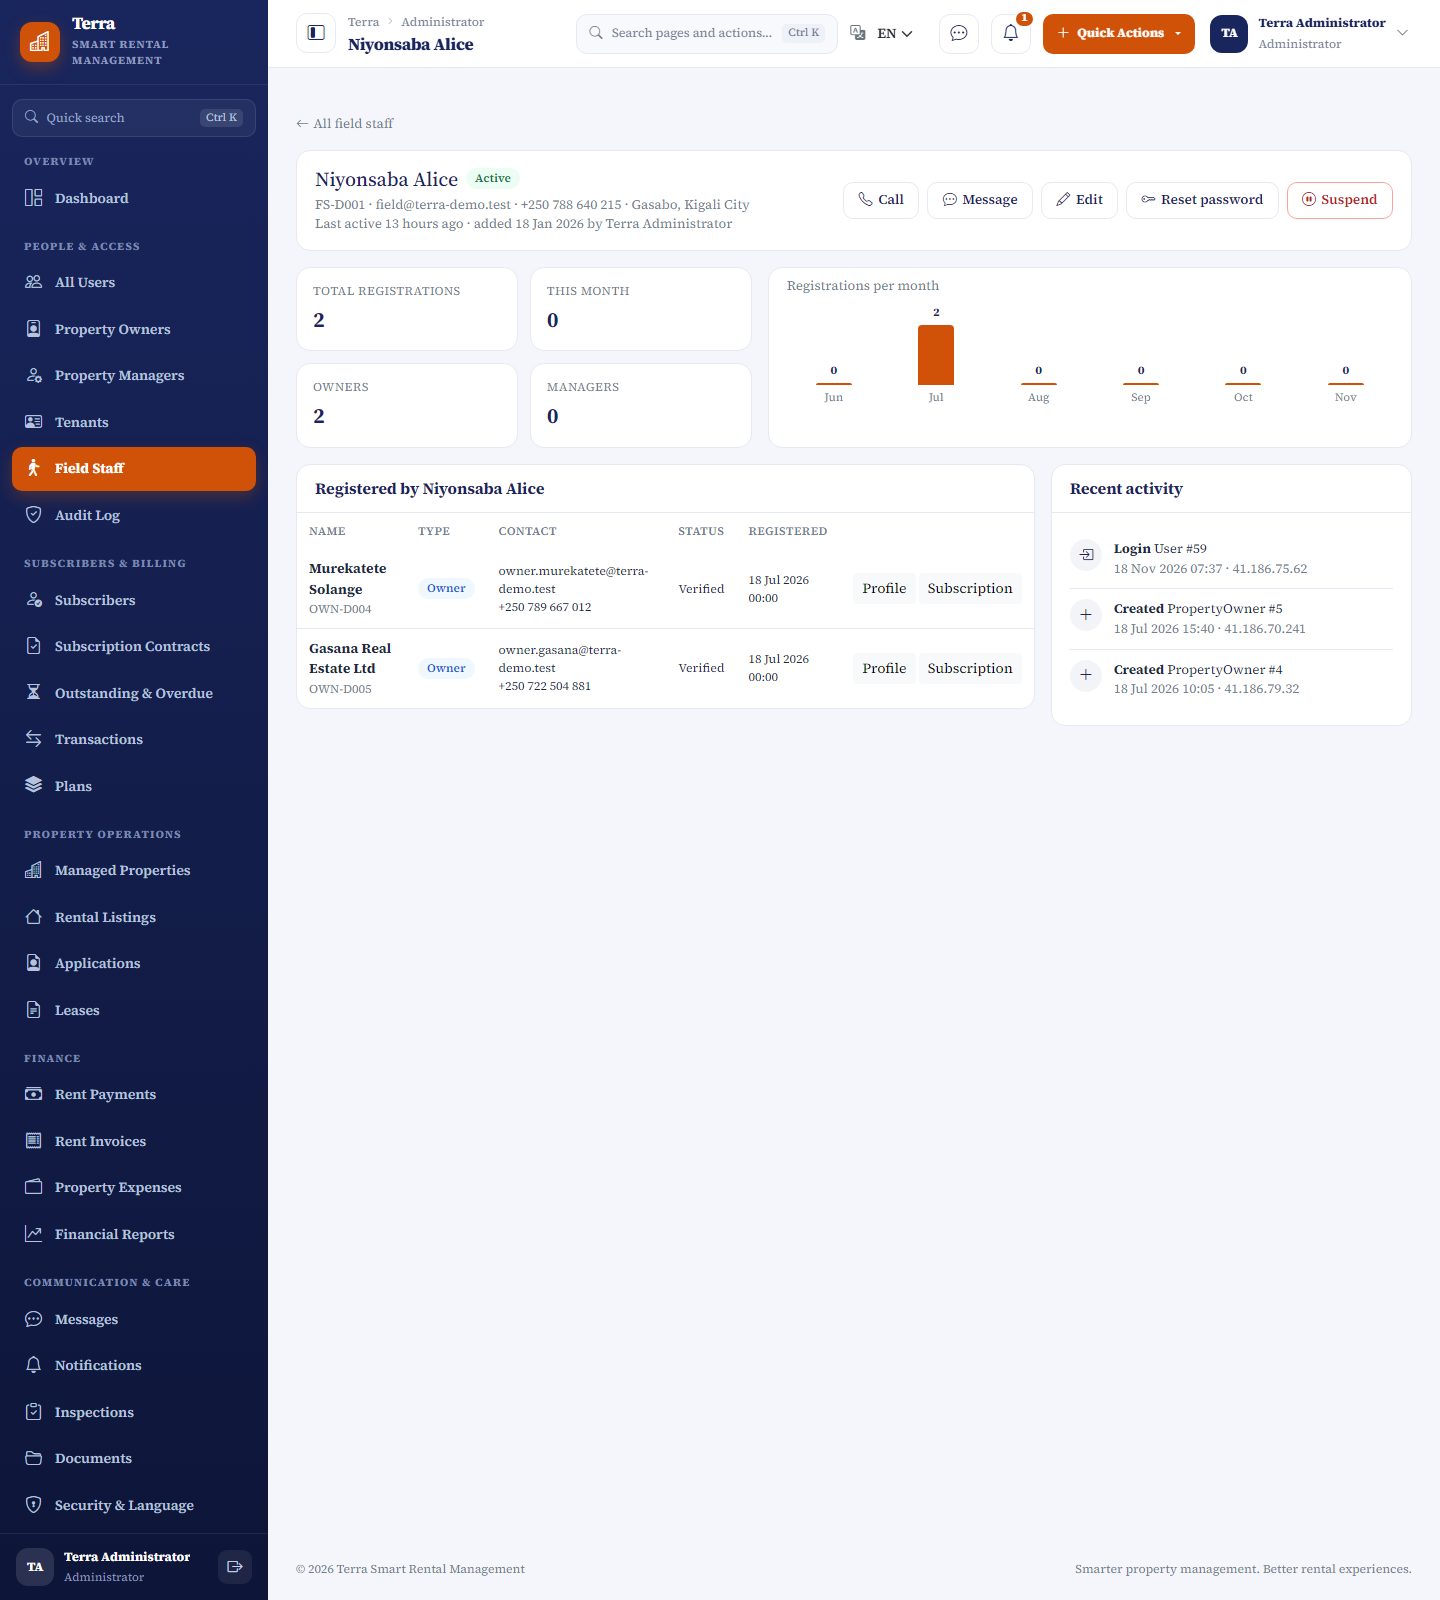 Terra
SMART RENTAL
MANAGEMENT
Quick search Ctrl K
OVERVIEW
Dashboard
PEOPLE & ACCESS
All Users
Property Owners
Property Managers
Tenants
Field Staff
Audit Log
SUBSCRIBERS & BILLING
Subscribers
Subscription Contracts
Outstanding & Overdue
Transactions
Plans
PROPERTY OPERATIONS
Managed Properties
Rental Listings
Applications
Leases
FINANCE
Rent Payments
Rent Invoices
Property Expenses
Financial Reports
COMMUNICATION & CARE
Messages
Notifications
Inspections
Documents
Security & Language
TA Terra Administrator
Administrator
Terra Administrator
Niyonsaba Alice
Search pages and actions... Ctrl K
EN
1
Quick Actions
TA Terra Administrator
Administrator
← All field staff
Niyonsaba Alice Active
FS-D001 · field@terra-demo.test · +250 788 640 215 · Gasabo, Kigali City
Last active 13 hours ago · added 18 Jan 2026 by Terra Administrator
Call Message Edit Reset password Suspend
TOTAL REGISTRATIONS
2
THIS MONTH
0
OWNERS
2
MANAGERS
0
Registrations per month
0 2 0 0 0 0
Jun Jul Aug Sep Oct Nov
Registered by Niyonsaba Alice
NAME TYPE CONTACT STATUS REGISTERED
Murekatete
Solange
OWN-D004
Owner
owner.murekatete@terra-
demo.test
+250 789 667 012
Verified
18 Jul 2026
00:00
Profile Subscription
Gasana Real
Estate Ltd
OWN-D005
Owner
owner.gasana@terra-
demo.test
+250 722 504 881
Verified
18 Jul 2026
00:00
Profile Subscription
Recent activity
Login User #59
18 Nov 2026 07:37 · 41.186.75.62
Created PropertyOwner #5
18 Jul 2026 15:40 · 41.186.70.241
Created PropertyOwner #4
18 Jul 2026 10:05 · 41.186.79.32
© 2026 Terra Smart Rental Management
Smarter property management. Better rental experiences.